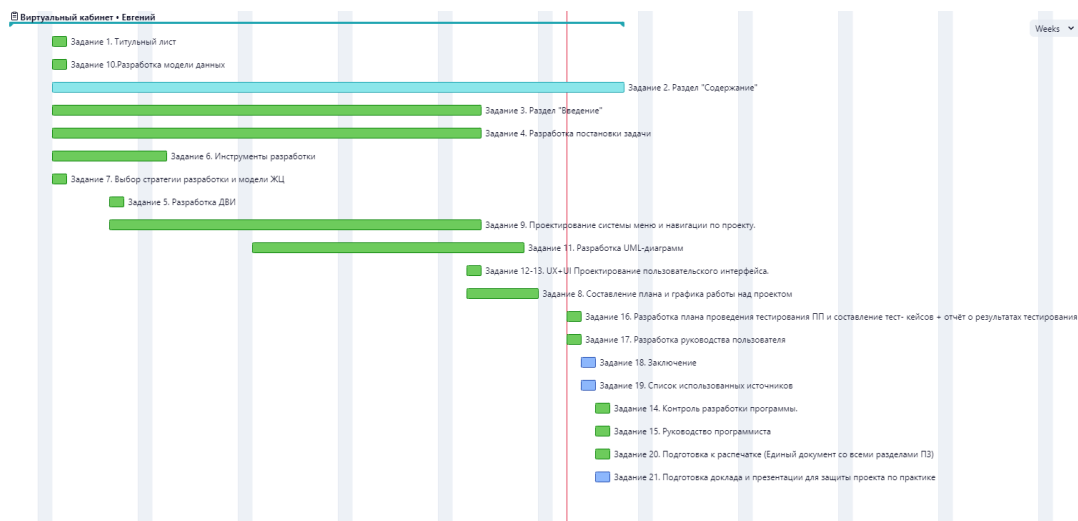 Виртуальный кабинет • Евгений
Weeks
Задание 1. Титульный лист
Задание 10.Разработка модели данных
Задание 2. Раздел "Содержание"
Задание 3. Раздел "Введение"
Задание 4. Разработка постановки задачи
Задание 6. Инструменты разработки
Задание 7. Выбор стратегии разработки и модели ЖЦ
Задание 5. Разработка ДВИ
Задание 9. Проектирование системы меню и навигации по проекту.
Задание 11. Разработка UML-диаграмм
Задание 12-13. UX+UI Проектирование пользовательского интерфейса.
Задание 8. Составление плана и графика работы над проектом
Задание 16. Разработка плана проведения тестирования ПП и составление тест- кейсов + отчёт о результатах тестирования
Задание 17. Разработка руководства пользователя
Задание 18. Заключение
Задание 19. Список использованных источников
Задание 14. Контроль разработки программы.
Задание 15. Руководство программиста
Задание 20. Подготовка к распечатке (Единый документ со всеми разделами ПЗ)
Задание 21. Подготовка доклада и презентации для защиты проекта по практике